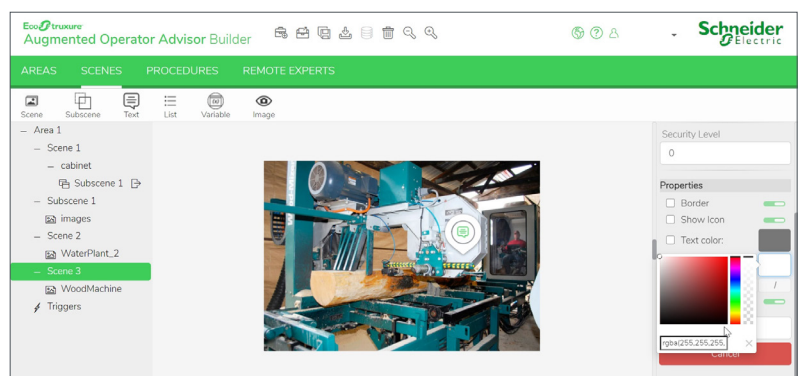 EcoStruxure
Augmented Operator Advisor Builder
Schneider
Electric
AREAS SCENES PROCEDURES REMOTE EXPERTS
Scene Subscene Text List Variable Image
Area 1
Scene 1
cabinet
Subscene 1
Subscene 1
images
Scene 2
WaterPlant_2
Scene 3
WoodMachine
Triggers
Security Level
0
Properties
Border
Show Icon
Text color:
I
rgba(255,255,255,
Cancel